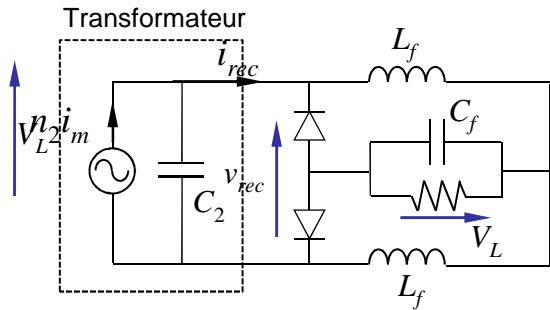 Transformateur
i_rec
L_f
V_L
n_2 i_m
C_2
v_rec
C_f
V_L
L_f